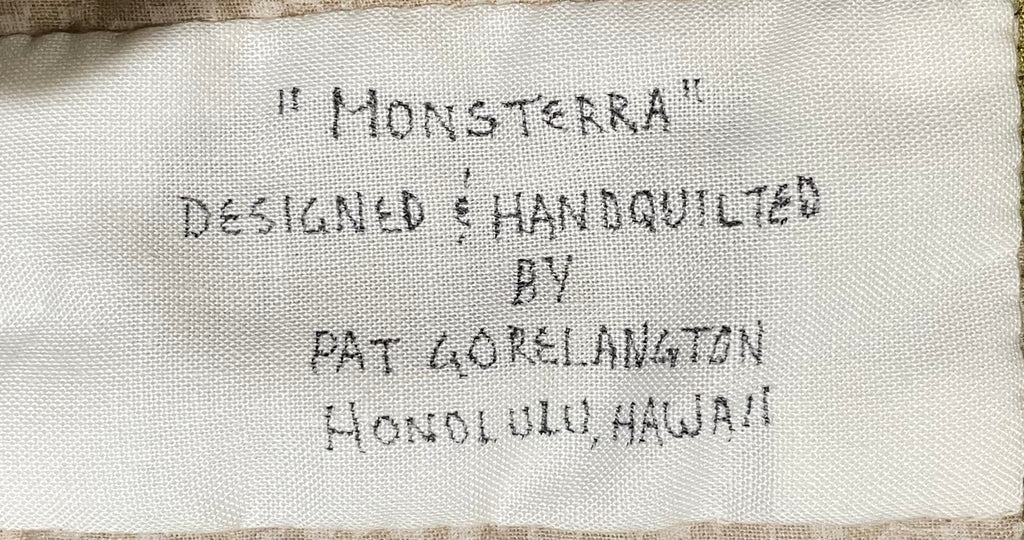 "MONSTERRA"
DESIGNED & HANDQUILTED
BY
PAT GORELANGTON
HONOLULU, HAWAII